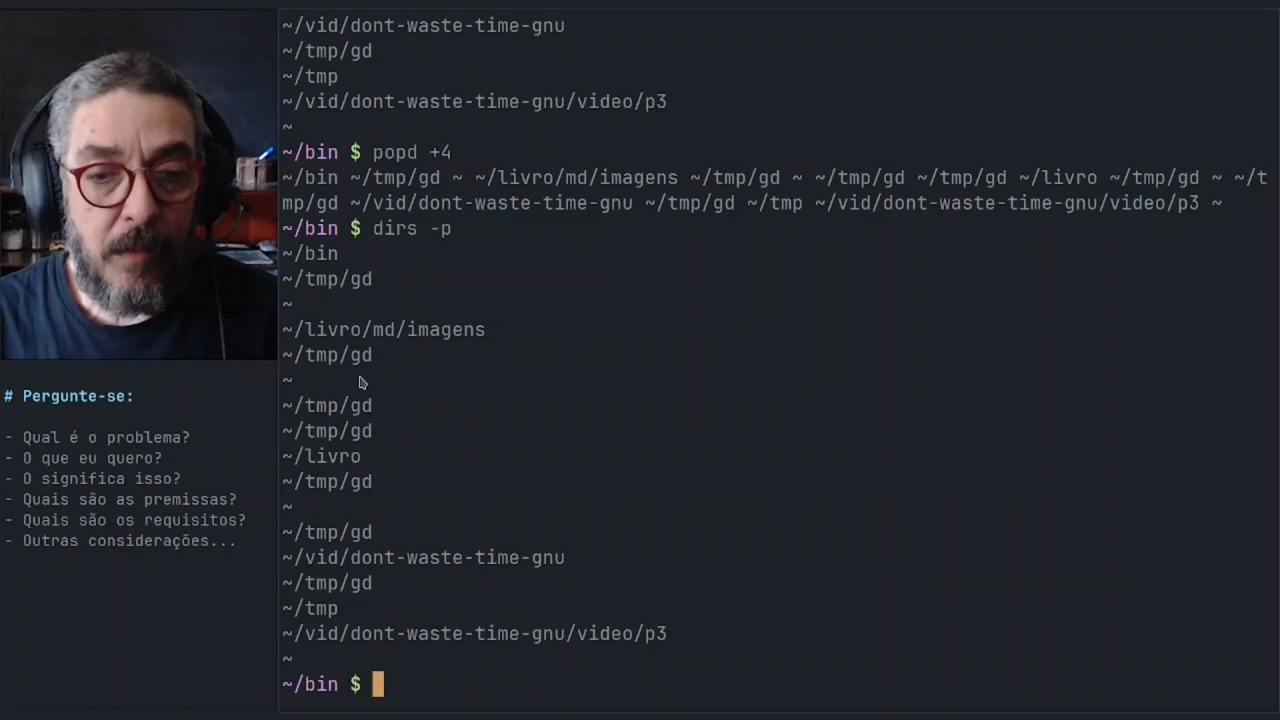 ~/vid/dont-waste-time-gnu
~/tmp/gd
~/tmp
~/vid/dont-waste-time-gnu/video/p3
~
~/bin $ popd +4
~/bin ~/tmp/gd ~ ~/livro/md/imagens ~/tmp/gd ~ ~/tmp/gd ~/tmp/gd ~/livro ~/tmp/gd ~ ~/t
mp/gd ~/vid/dont-waste-time-gnu ~/tmp/gd ~/tmp ~/vid/dont-waste-time-gnu/video/p3 ~
~/bin $ dirs -p
~/bin
~/tmp/gd
~
~/livro/md/imagens
~/tmp/gd
~
~/tmp/gd
~/tmp/gd
~/livro
~/tmp/gd
~
~/tmp/gd
~/vid/dont-waste-time-gnu
~/tmp/gd
~/tmp
~/vid/dont-waste-time-gnu/video/p3
~
~/bin $
# Pergunte-se:
- Qual é o problema?
- O que eu quero?
- O significa isso?
- Quais são as premissas?
- Quais são os requisitos?
- Outras considerações...